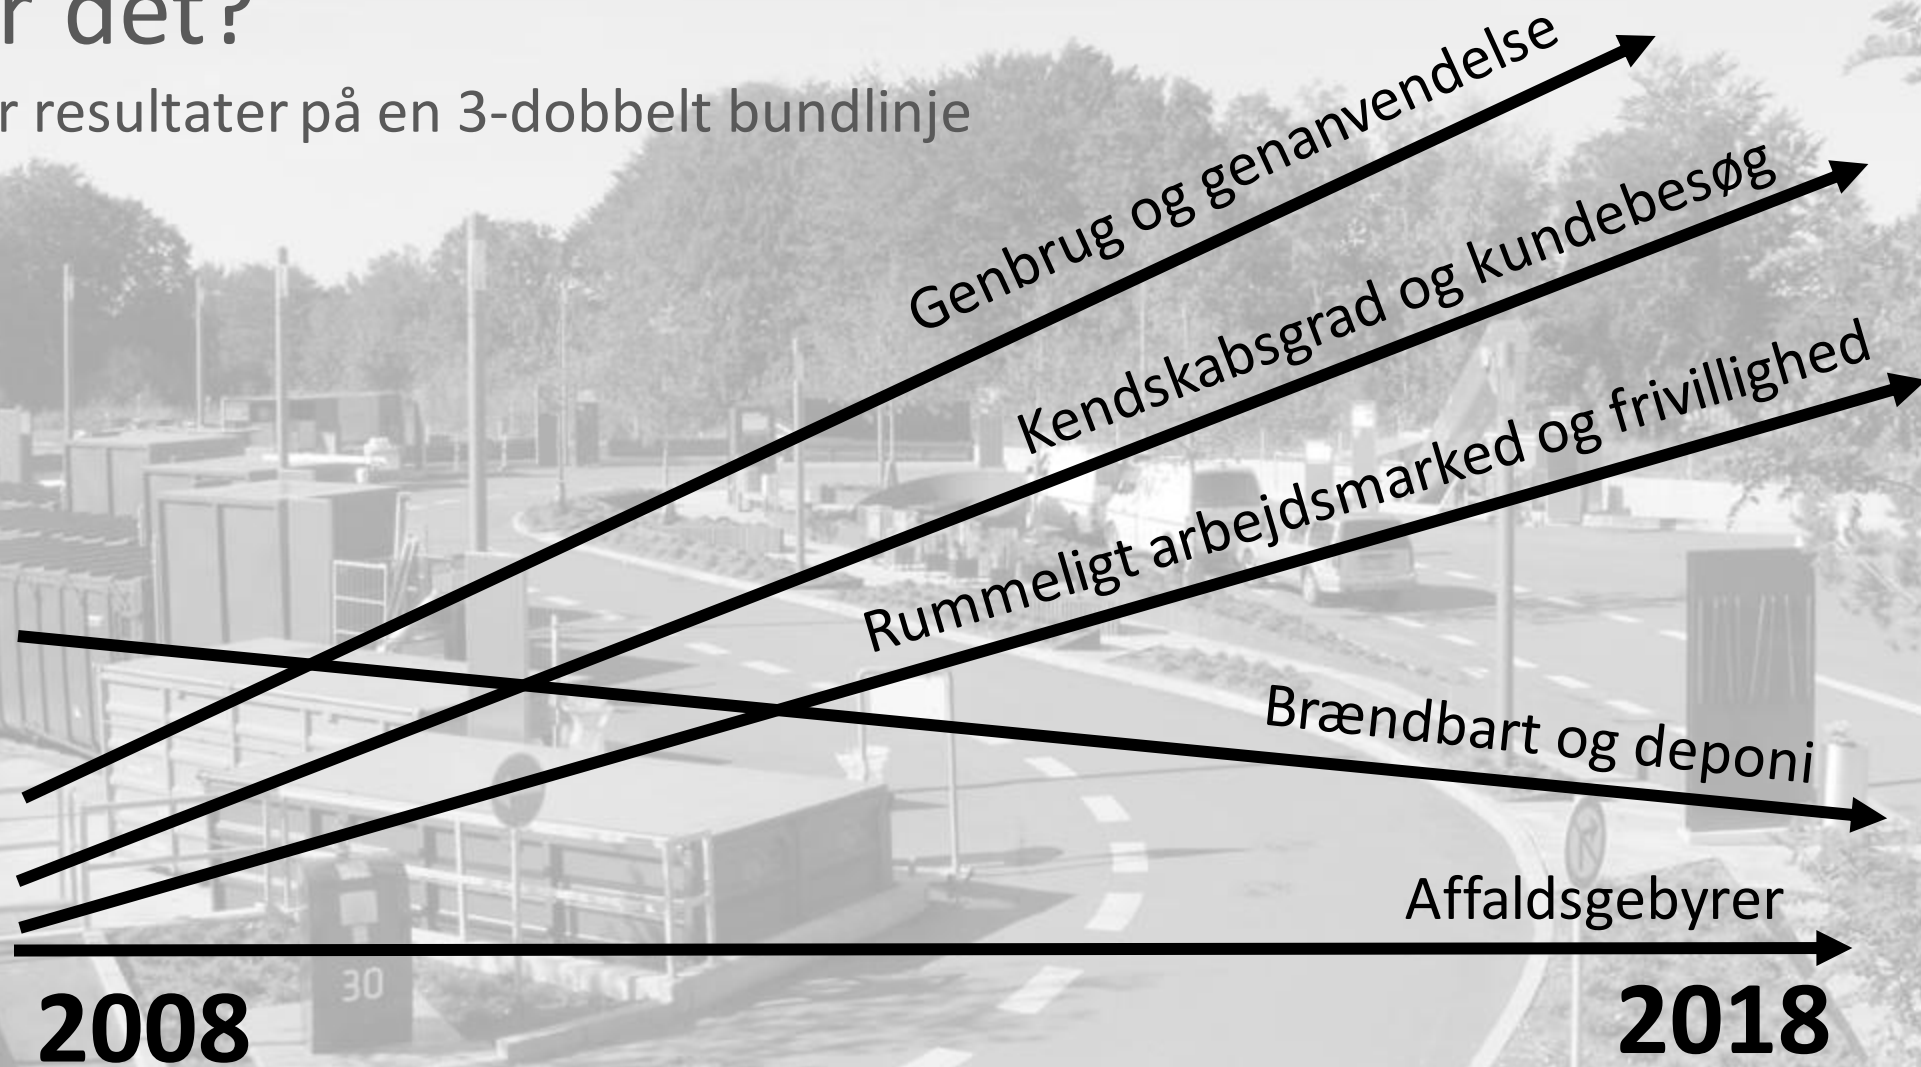 r det?
r resultater på en 3-dobbelt bundlinje
Genbrug og genanvendelse
Kendskabsgrad og kundebesøg
Rummeligt arbejdsmarked og frivillighed
Brændbart og deponi
Affaldsgebyrer
30
2008
2018